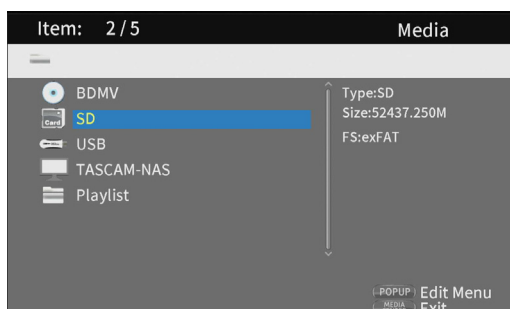 Item: 2/5
Media
BDMV
Card SD
USB
TASCAM-NAS
Playlist
Type:SD
Size:52437.250M
FS:exFAT
POPUP Edit Menu
MEDIA Exit